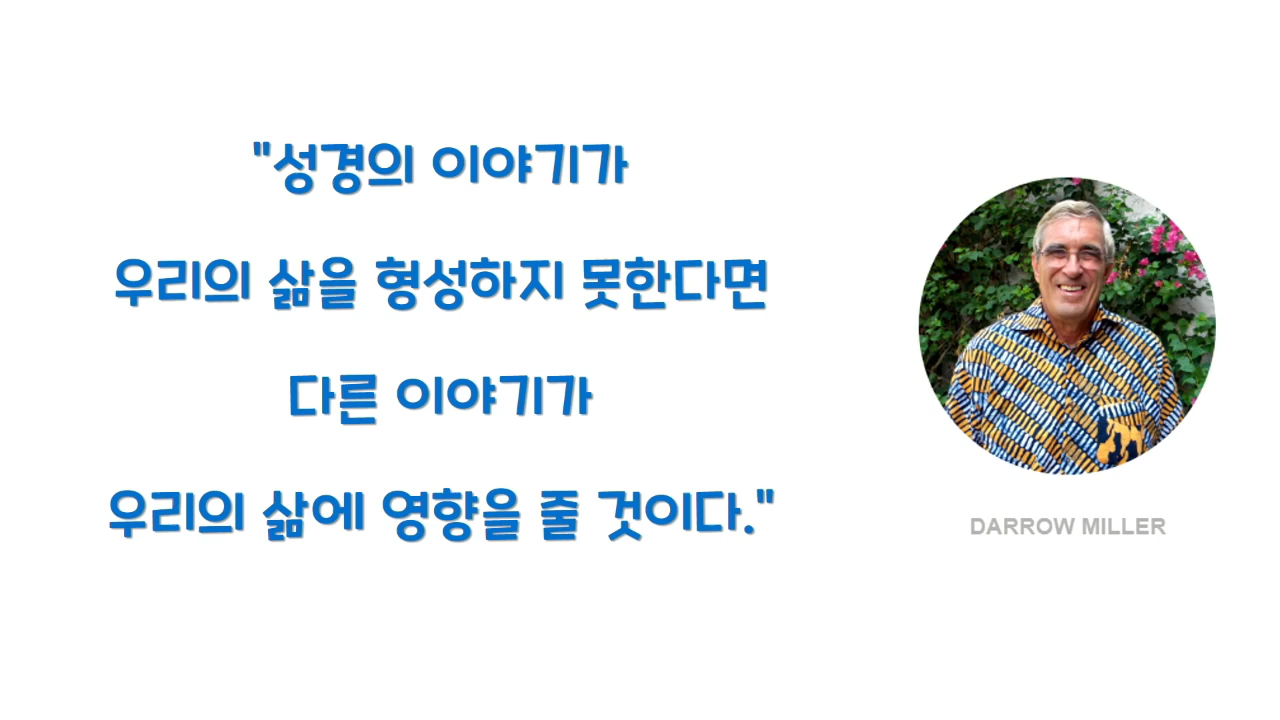 "성경의 이야기가
우리의 삶을 형성하지 못한다면
다른 이야기가
우리의 삶에 영향을 줄 것이다."
DARROW MILLER